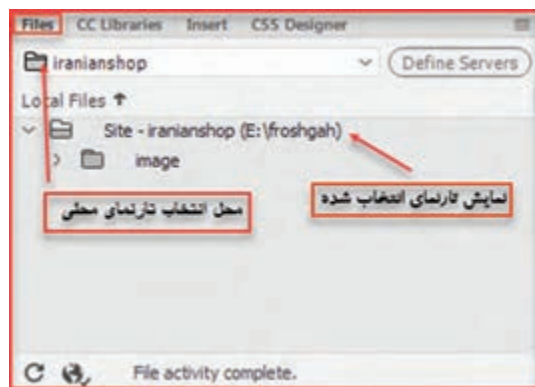 Files CC Libraries Insert CSS Designer
iranianshop Define Servers
Local Files ↑
Site - iranianshop (E:\froshgah)
image
محل انتخاب تارنمای محلی
نمایش تارنمای انتخاب شده
File activity complete.